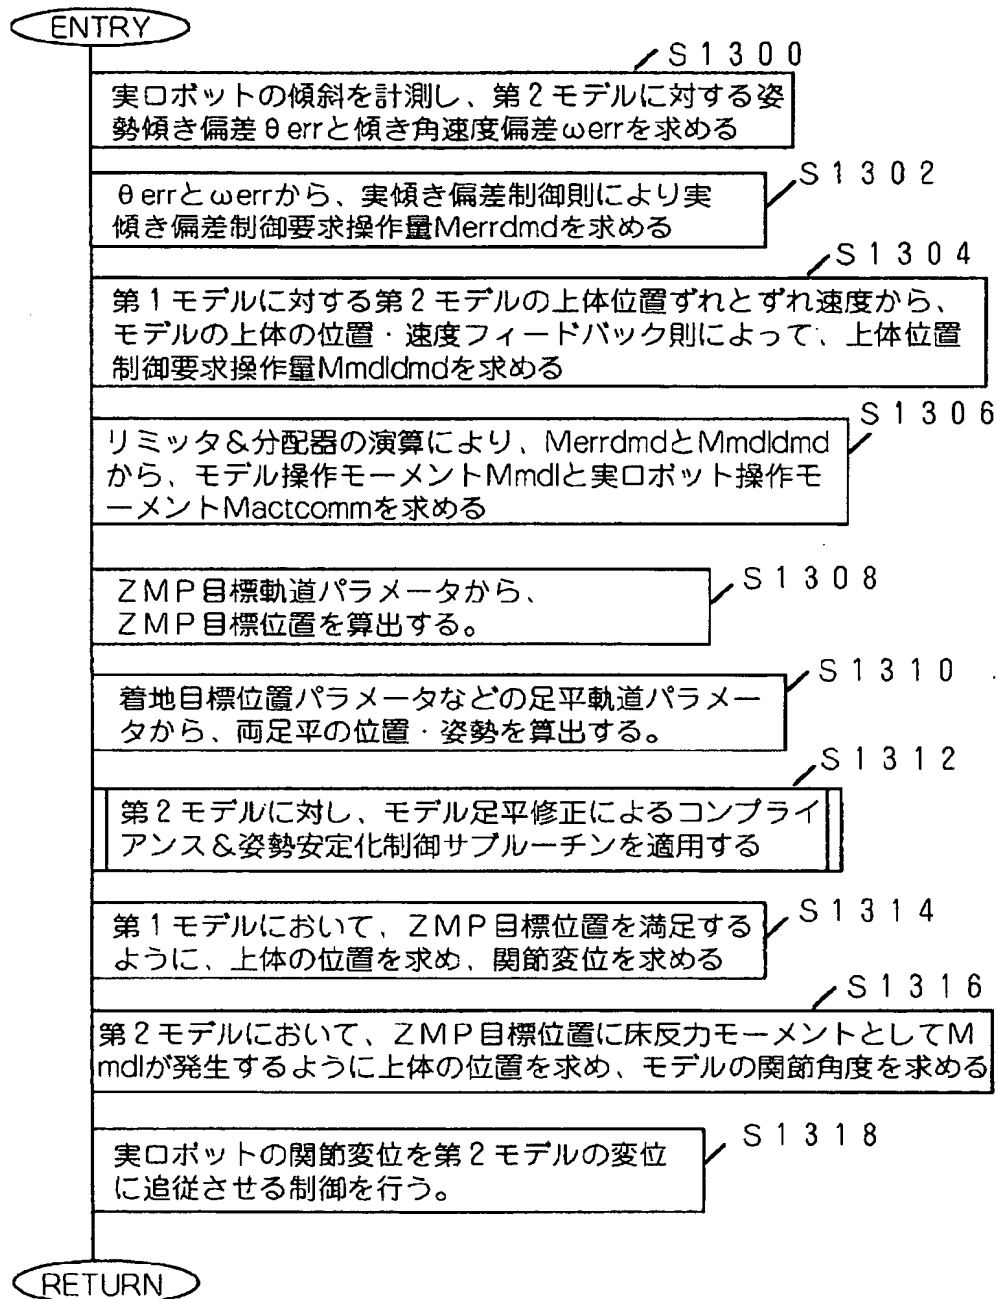 ENTRY
S1300
実ロボットの傾斜を計測し、第2モデルに対する姿
勢傾き偏差θerrと傾き角速度偏差ωerrを求める
S1302
θerrとωerrから、実傾き偏差制御則により実
傾き偏差制御要求操作量Merrdmdを求める
S1304
第1モデルに対する第2モデルの上体位置ずれとずれ速度から、
モデルの上体の位置・速度フィードバック則によって、上体位置
制御要求操作量Mmdldmdを求める
S1306
リミッタ&分配器の演算により、MerrdmdとMmdldmd
から、モデル操作モーメントMmdlと実ロボット操作モ
ーメントMactcommを求める
S1308
ZMP目標軌道パラメータから、
ZMP目標位置を算出する。
S1310
着地目標位置パラメータなどの足平軌道パラメー
タから、両足平の位置・姿勢を算出する。
S1312
第2モデルに対し、モデル足平修正によるコンプライ
アンス&姿勢安定化制御サブルーチンを適用する
S1314
第1モデルにおいて、ZMP目標位置を満足する
ように、上体の位置を求め、関節変位を求める
S1316
第2モデルにおいて、ZMP目標位置に床反力モーメントとしてM
mdlが発生するように上体の位置を求め、モデルの関節角度を求める
S1318
実ロボットの関節変位を第2モデルの変位
に追従させる制御を行う。
RETURN